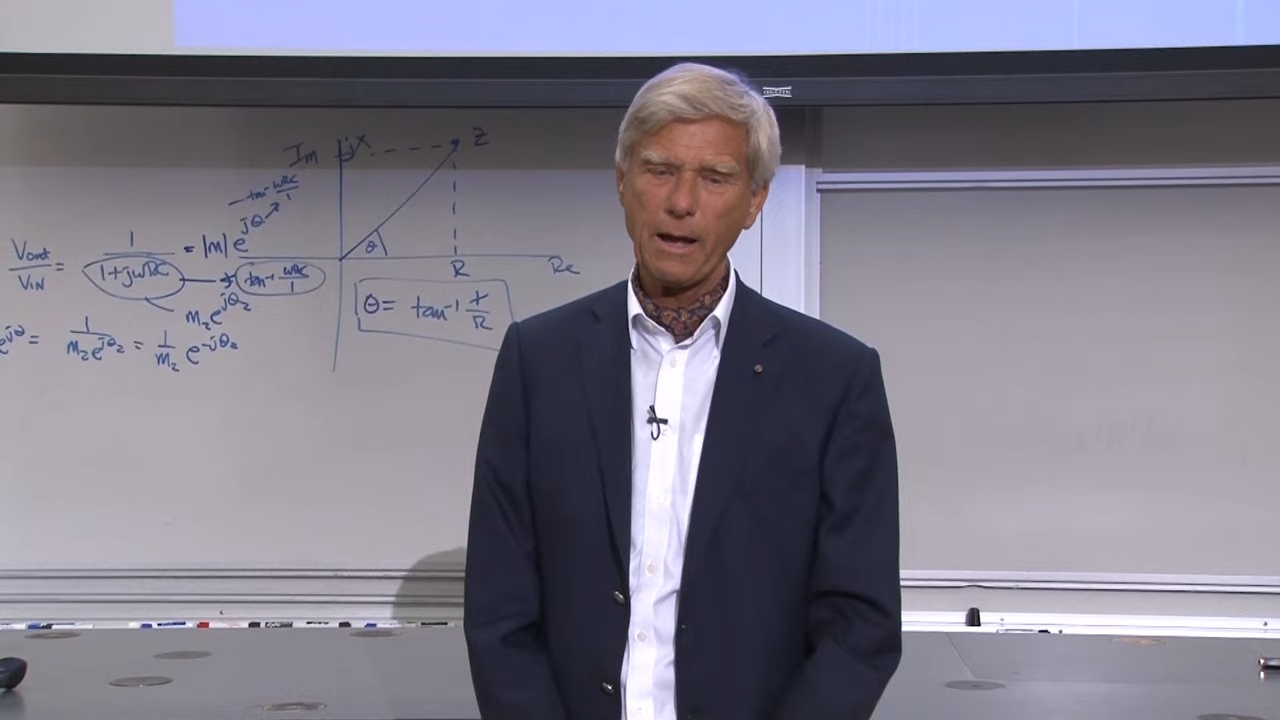 Im jX Z
-tan⁻¹ ωRC/1
Vout/VIN = 1/(1+jωRC) = |m| e^jθ
tan⁻¹ ωRC/1
θ
R Re
m₂e^jθ₂
θ = tan⁻¹ X/R
e^jθ = 1/(m₂e^jθ₂) = 1/m₂ e^-jθ₂